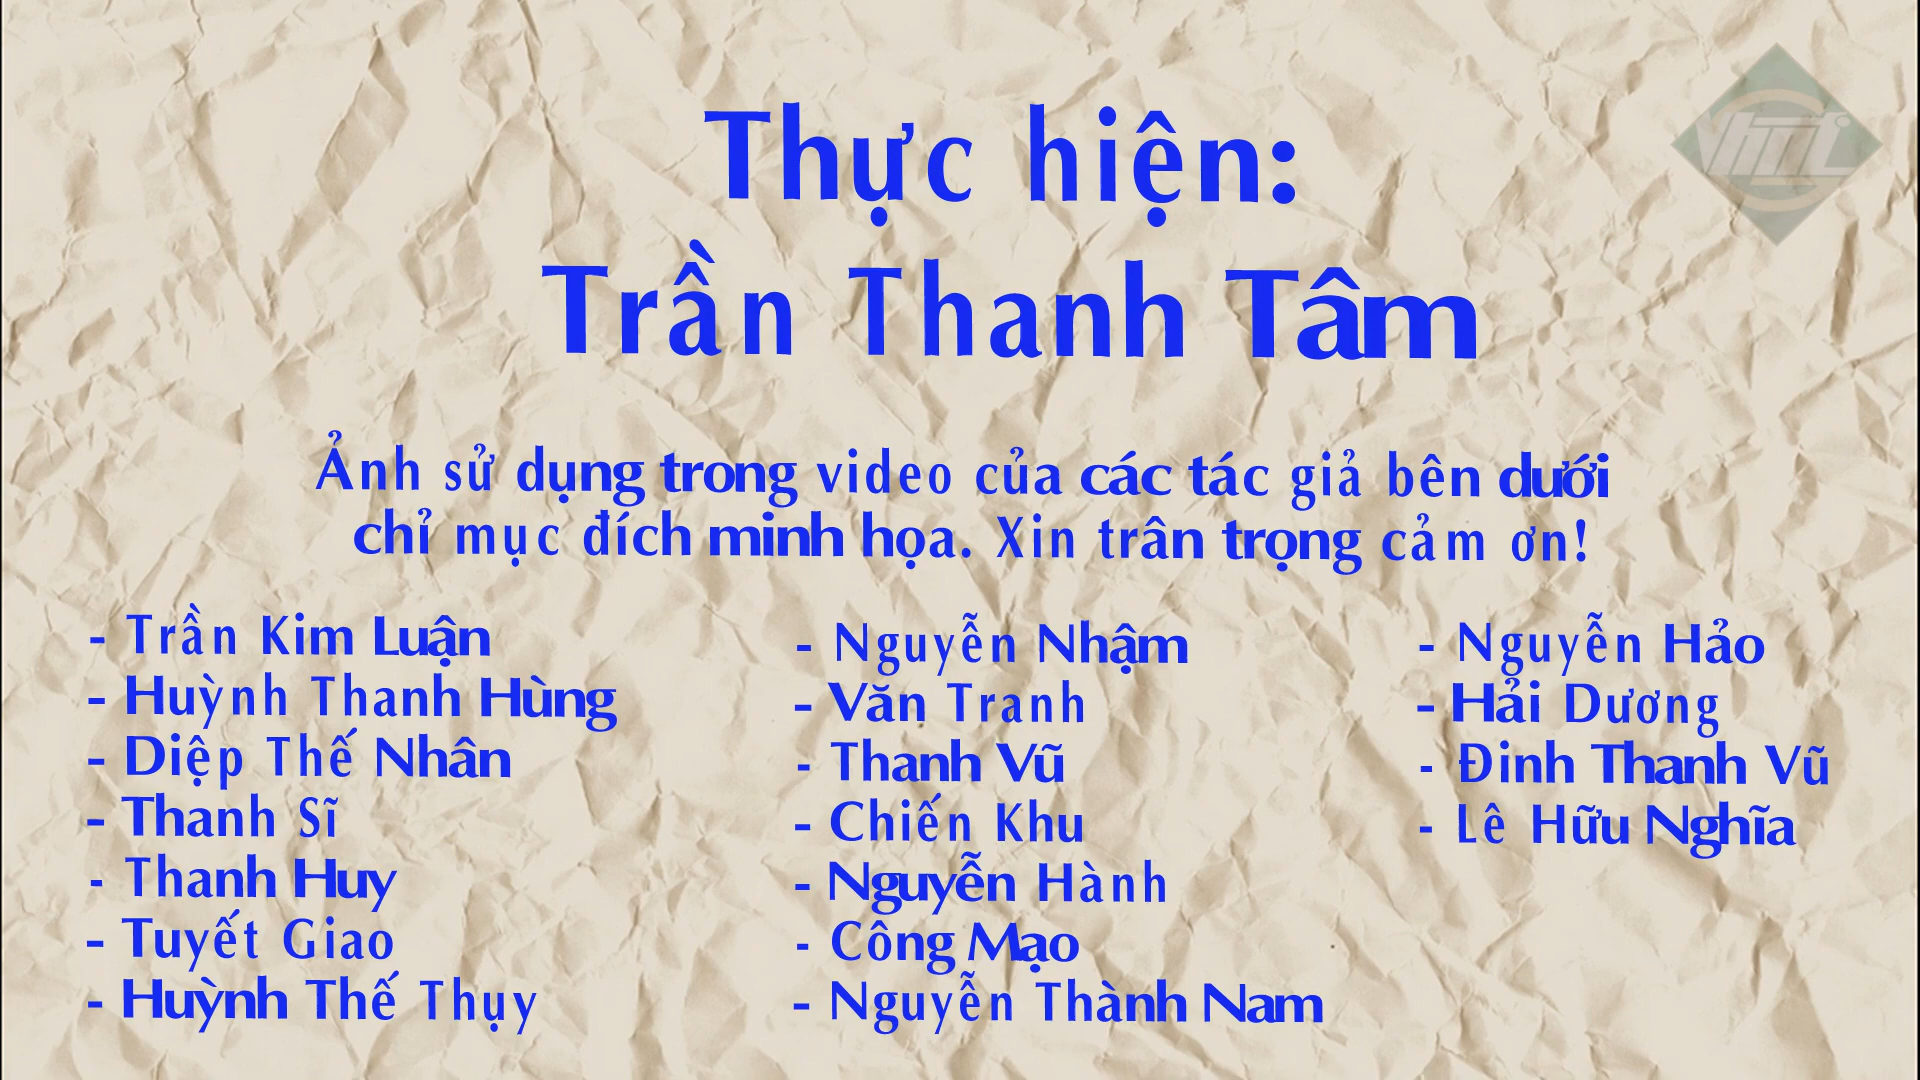 Thực hiện:
Trần Thanh Tâm
Ảnh sử dụng trong video của các tác giả bên dưới
chỉ mục đích minh họa. Xin trân trọng cảm ơn!
- Trần Kim Luận
- Huỳnh Thanh Hùng
- Diệp Thế Nhân
- Thanh Sĩ
- Thanh Huy
- Tuyết Giao
- Huỳnh Thế Thụy
- Nguyễn Nhậm
- Văn Tranh
- Thanh Vũ
- Chiến Khu
- Nguyễn Hành
- Công Mạo
- Nguyễn Thành Nam
- Nguyễn Hảo
- Hải Dương
- Đinh Thanh Vũ
- Lê Hữu Nghĩa